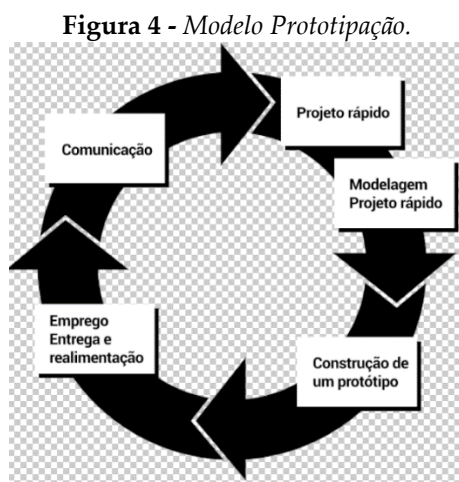 Figura 4 - Modelo Prototipação.
Projeto rápido
Comunicação
Modelagem
Projeto rápido
Emprego
Entrega e
realimentação
Construção de
um protótipo